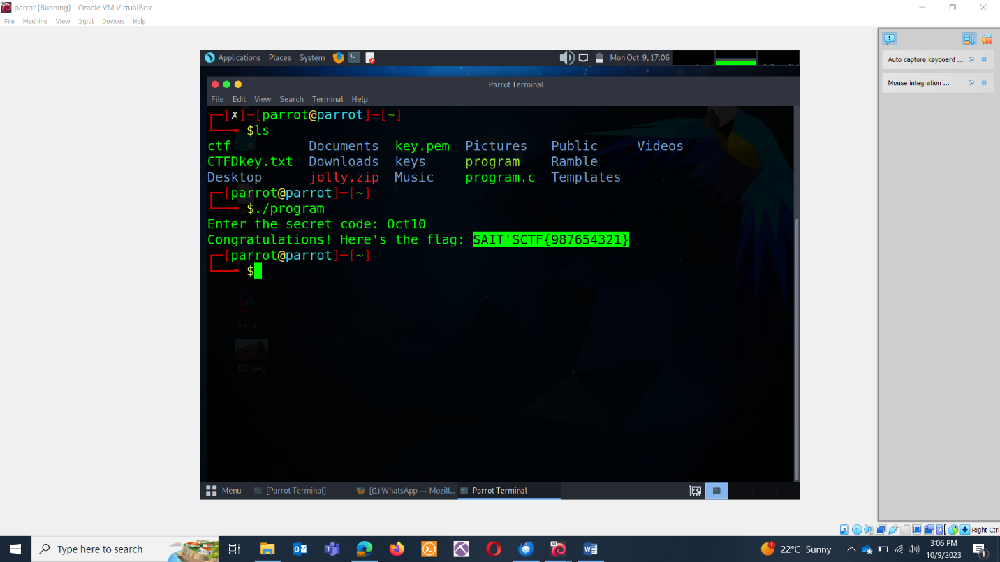 parrot [Running] - Oracle VM VirtualBox
File Machine View Input Devices Help
Applications Places System Mon Oct 9, 17:06
Auto capture keyboard ...
Mouse integration ...
Parrot Terminal
File Edit View Search Terminal Help
┌─[✗]─[parrot@parrot]─[~]
└──╼ $ls
ctf Documents key.pem Pictures Public Videos
CTFDkey.txt Downloads keys program Ramble
Desktop jolly.zip Music program.c Templates
┌─[parrot@parrot]─[~]
└──╼ $./program
Enter the secret code: Oct10
Congratulations! Here's the flag: SAIT'SCTF{987654321}
┌─[parrot@parrot]─[~]
└──╼ $
5.png
DD.jpeg
Menu [Parrot Terminal] [(1) WhatsApp — Mozill... Parrot Terminal
Right Ctrl
Type here to search 22°C Sunny 3:06 PM
10/9/2023